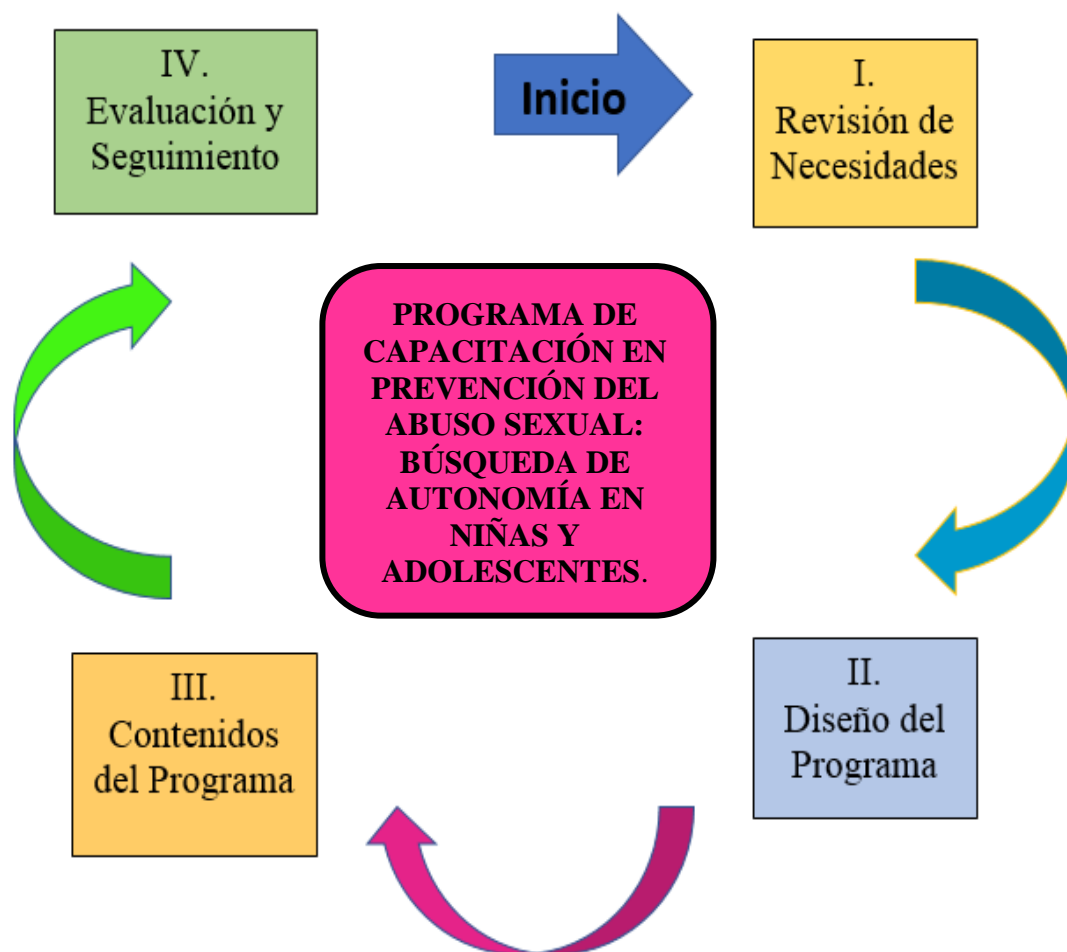 Inicio
I.
Revisión de
Necesidades
II.
Diseño del
Programa
III.
Contenidos
del Programa
IV.
Evaluación y
Seguimiento
PROGRAMA DE
CAPACITACIÓN EN
PREVENCIÓN DEL
ABUSO SEXUAL:
BÚSQUEDA DE
AUTONOMÍA EN
NIÑAS Y
ADOLESCENTES.